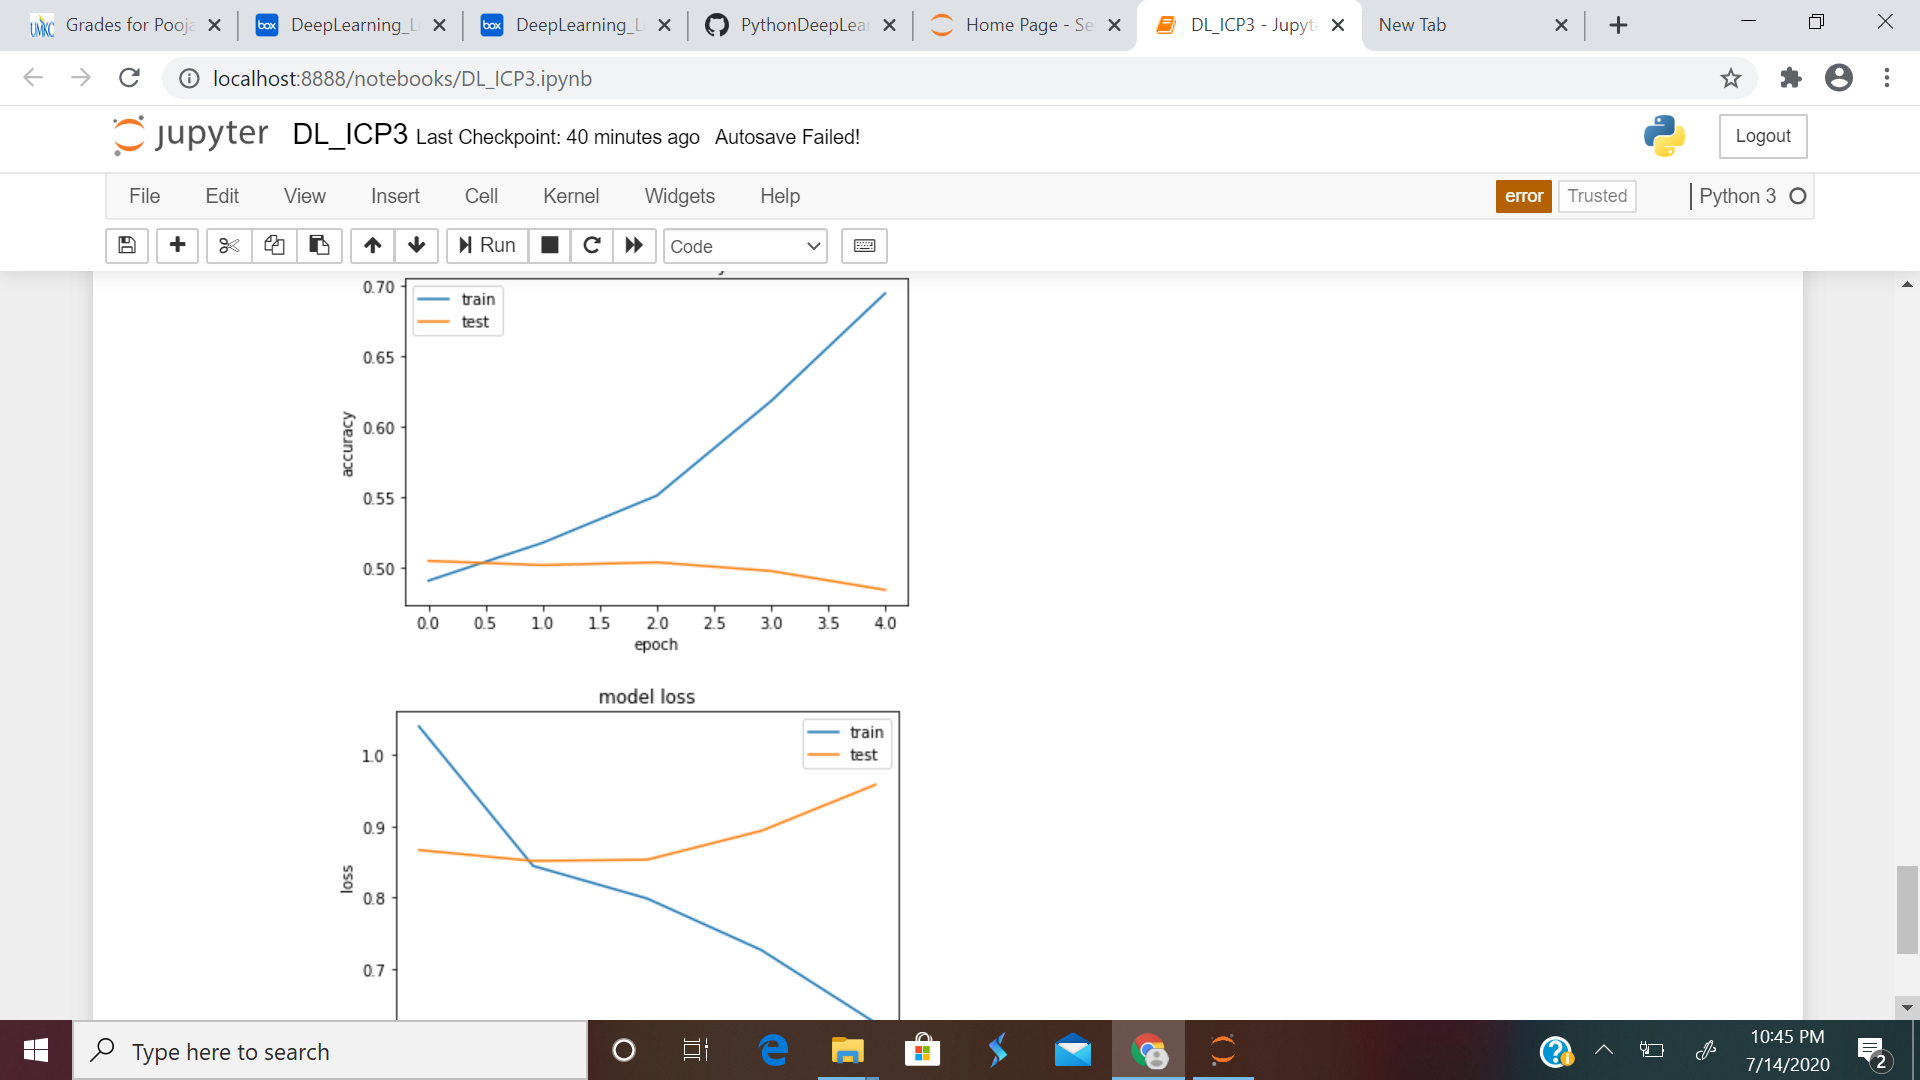 Grades for Pooja
DeepLearning_L
DeepLearning_L
PythonDeepLea
Home Page - Se
DL_ICP3 - Jupyt
New Tab
localhost:8888/notebooks/DL_ICP3.ipynb
jupyter DL_ICP3 Last Checkpoint: 40 minutes ago Autosave Failed!
Logout
File Edit View Insert Cell Kernel Widgets Help
error Trusted Python 3
Run Code
0.70
train
test
0.65
0.60
0.55
0.50
accuracy
0.0 0.5 1.0 1.5 2.0 2.5 3.0 3.5 4.0
epoch
model loss
train
test
1.0
0.9
0.8
0.7
loss
Type here to search
10:45 PM
7/14/2020
2